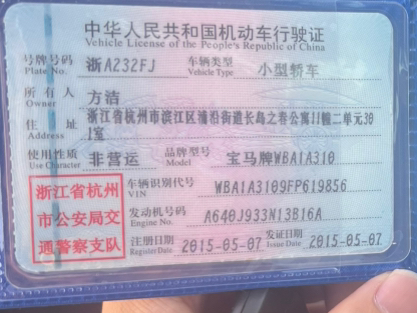 中华人民共和国机动车行驶证
Vehicle License of the People's Republic of China
号牌号码 浙A232FJ 车辆类型 小型轿车
Plate No. Vehicle Type
所有人 方洁
Owner
住址 浙江省杭州市滨江区浦沿街道长岛之春公寓11幢二单元30
Address 1室
使用性质 非营运 品牌型号 宝马牌WBA1A310
Use Character Model
浙江省杭州
市公安局交
通警察支队
车辆识别代号 WBA1A3109FP619856
VIN
发动机号码 A640J933N13B16A
Engine No.
注册日期 2015-05-07 发证日期 2015-05-07
Register Date Issue Date